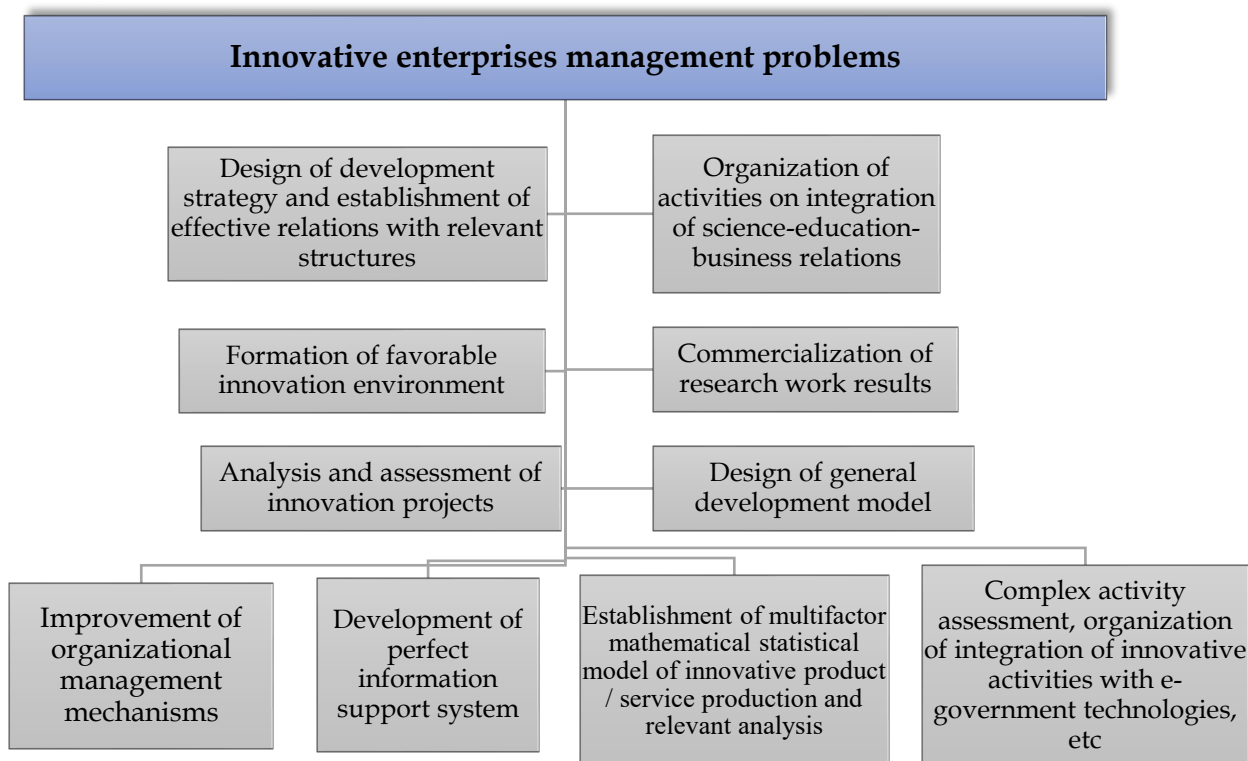 Innovative enterprises management problems
Design of development
strategy and establishment of
effective relations with relevant
structures
Organization of
activities on integration
of science-education-
business relations
Formation of favorable
innovation environment
Commercialization of
research work results
Analysis and assessment of
innovation projects
Design of general
development model
Improvement of
organizational
management
mechanisms
Development of
perfect
information
support system
Establishment of multifactor
mathematical statistical
model of innovative product
/ service production and
relevant analysis
Complex activity
assessment, organization
of integration of innovative
activities with e-
government technologies,
etc